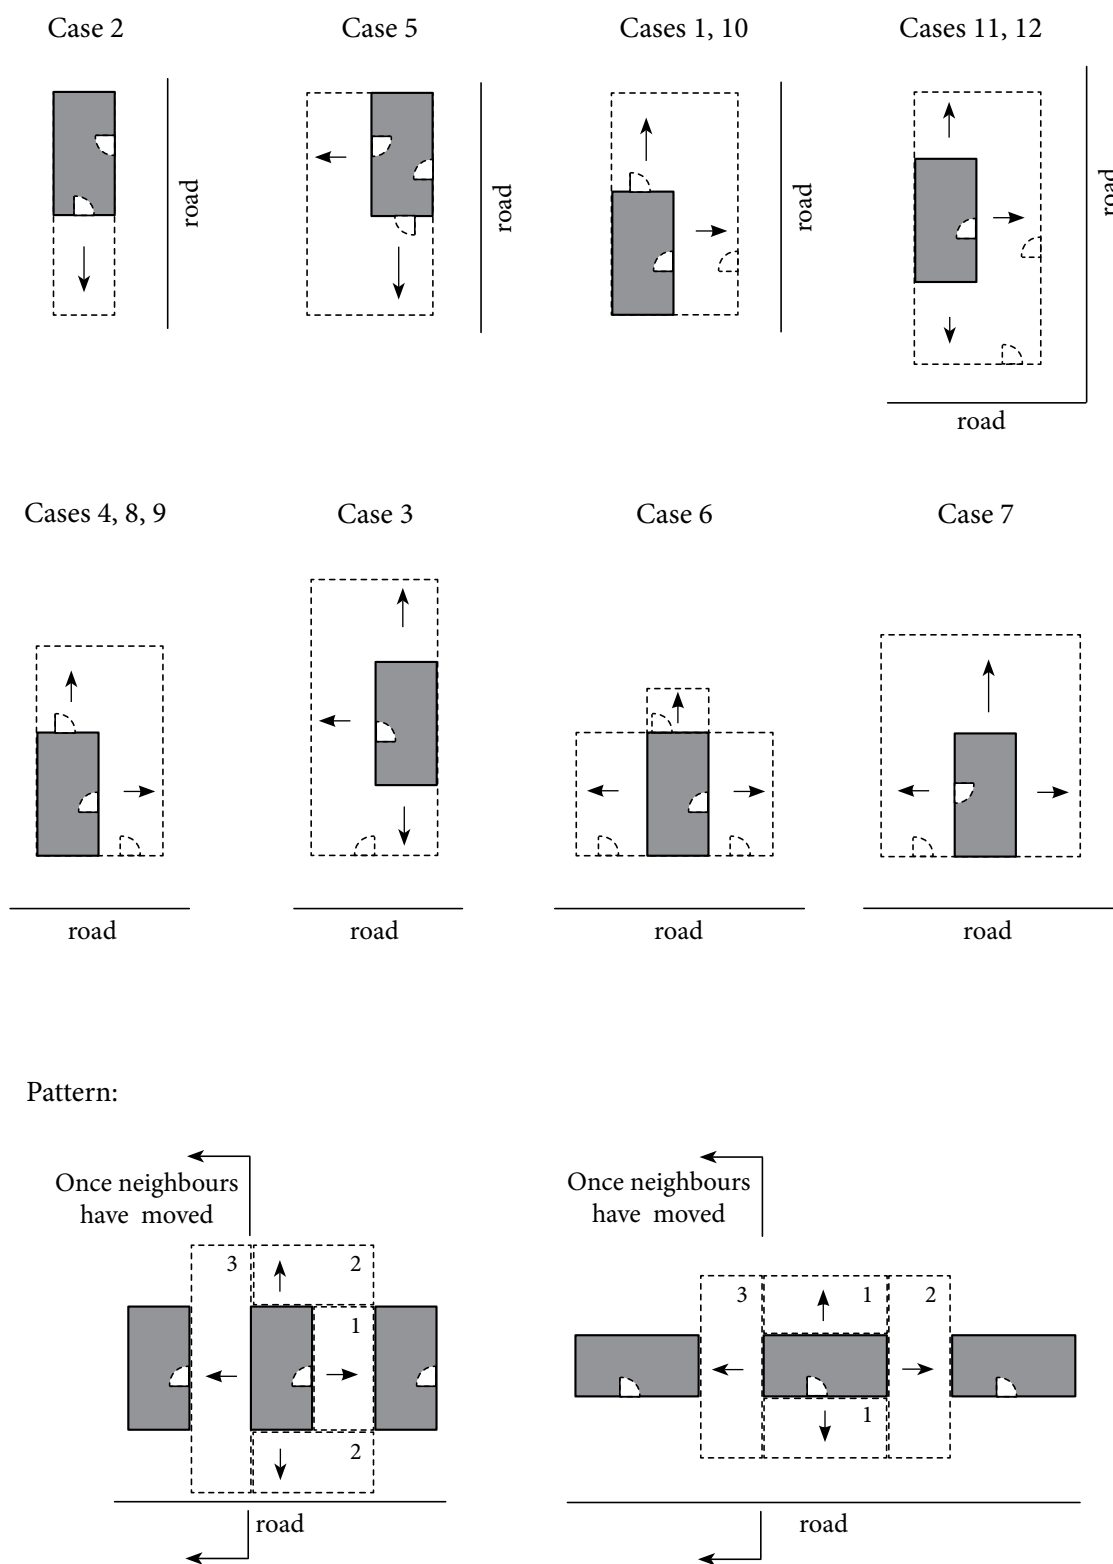 Case 2
Case 5
Cases 1, 10
Cases 11, 12
road
road
road
road
road
Cases 4, 8, 9
Case 3
Case 6
Case 7
road
road
road
road
Pattern:
Once neighbours
have moved
3
2
1
2
road
Once neighbours
have moved
3
1
2
1
road